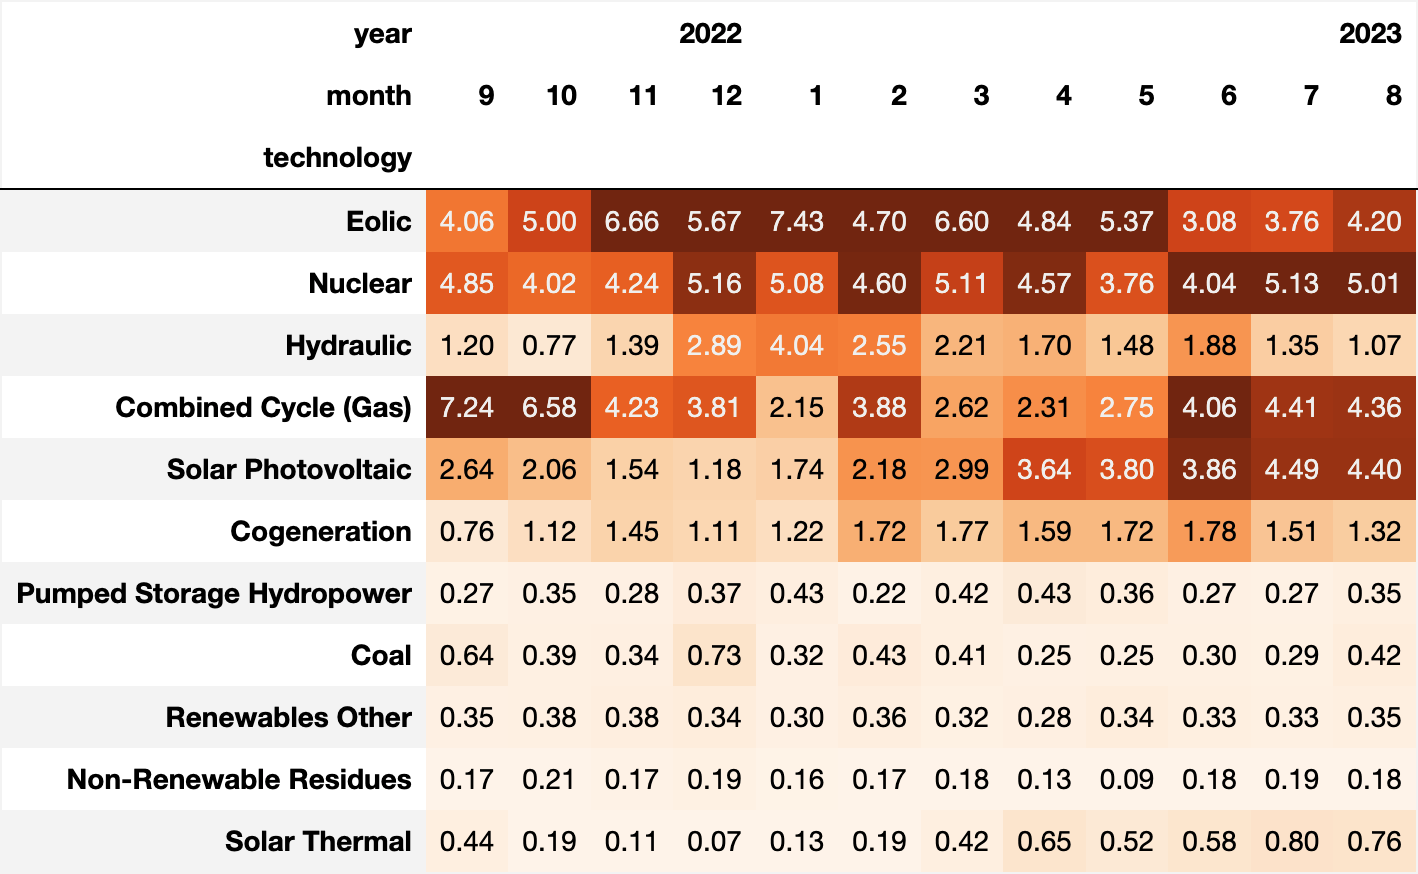 year 2022 2023
month 9 10 11 12 1 2 3 4 5 6 7 8
technology
Eolic 4.06 5.00 6.66 5.67 7.43 4.70 6.60 4.84 5.37 3.08 3.76 4.20
Nuclear 4.85 4.02 4.24 5.16 5.08 4.60 5.11 4.57 3.76 4.04 5.13 5.01
Hydraulic 1.20 0.77 1.39 2.89 4.04 2.55 2.21 1.70 1.48 1.88 1.35 1.07
Combined Cycle (Gas) 7.24 6.58 4.23 3.81 2.15 3.88 2.62 2.31 2.75 4.06 4.41 4.36
Solar Photovoltaic 2.64 2.06 1.54 1.18 1.74 2.18 2.99 3.64 3.80 3.86 4.49 4.40
Cogeneration 0.76 1.12 1.45 1.11 1.22 1.72 1.77 1.59 1.72 1.78 1.51 1.32
Pumped Storage Hydropower 0.27 0.35 0.28 0.37 0.43 0.22 0.42 0.43 0.36 0.27 0.27 0.35
Coal 0.64 0.39 0.34 0.73 0.32 0.43 0.41 0.25 0.25 0.30 0.29 0.42
Renewables Other 0.35 0.38 0.38 0.34 0.30 0.36 0.32 0.28 0.34 0.33 0.33 0.35
Non-Renewable Residues 0.17 0.21 0.17 0.19 0.16 0.17 0.18 0.13 0.09 0.18 0.19 0.18
Solar Thermal 0.44 0.19 0.11 0.07 0.13 0.19 0.42 0.65 0.52 0.58 0.80 0.76